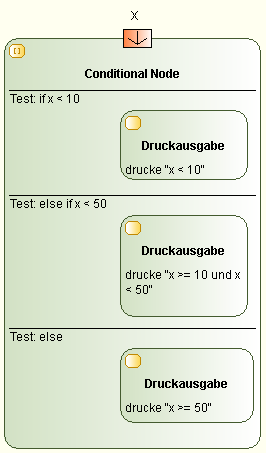 X
Conditional Node
Test: if x < 10
Druckausgabe
drucke "x < 10"
Test: else if x < 50
Druckausgabe
drucke "x >= 10 und x
< 50"
Test: else
Druckausgabe
drucke "x >= 50"